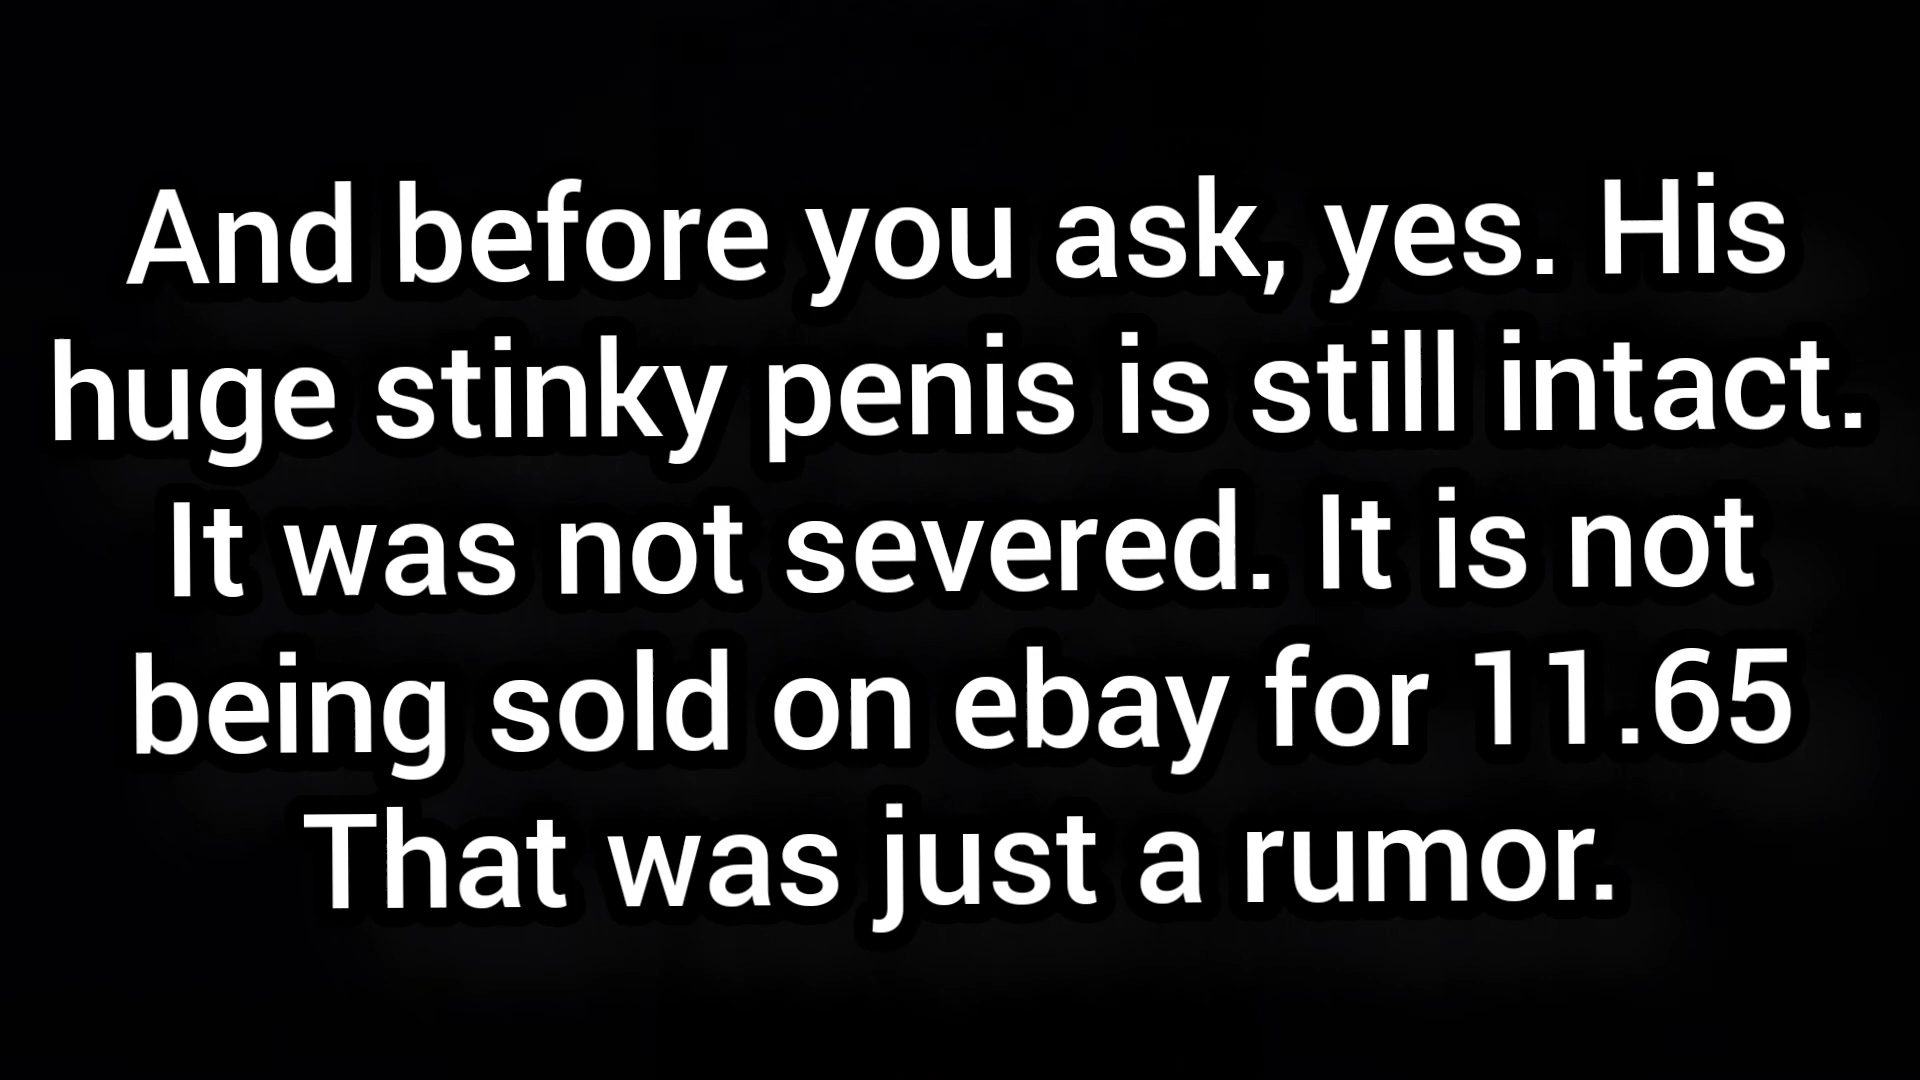 And before you ask, yes. His
huge stinky penis is still intact.
It was not severed. It is not
being sold on ebay for 11.65
That was just a rumor.